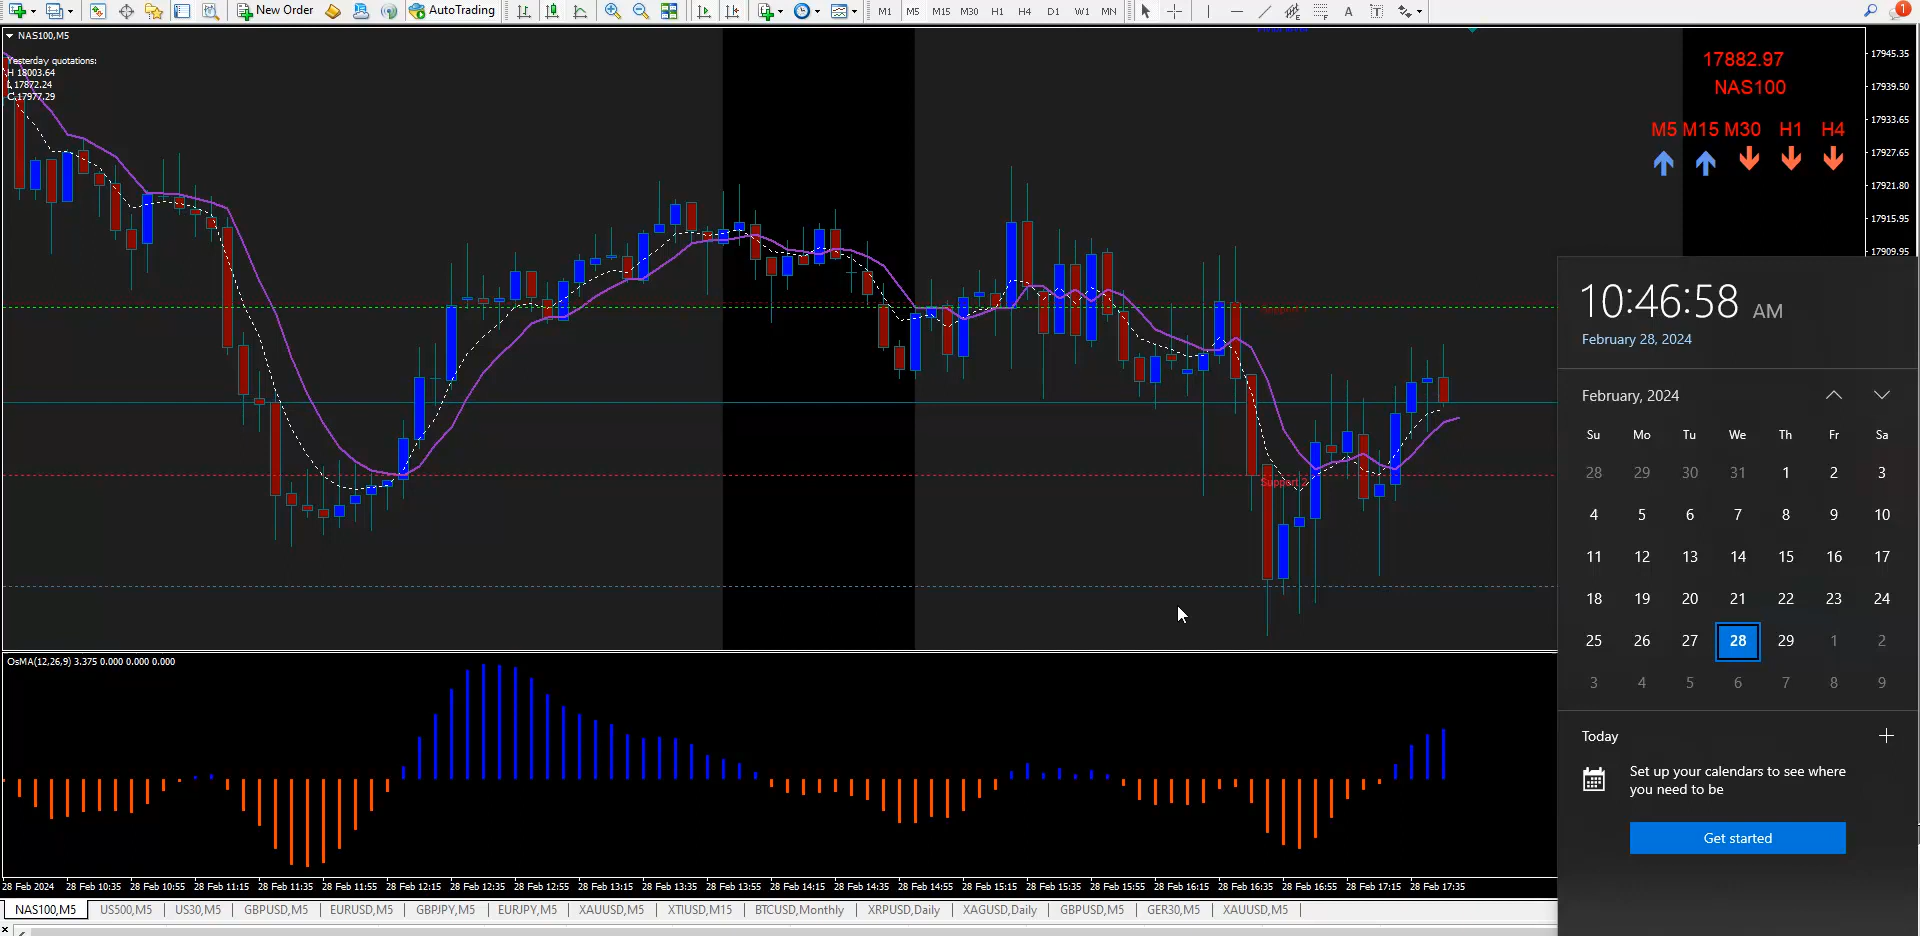 New Order
AutoTrading
M1 M5 M15 M30 H1 H4 D1 W1 MN
A
T
1
NAS100,M5
Yesterday quotations:
H 18003.64
L 17872.24
C 17977.29
17882.97
NAS100
M5 M15 M30 H1 H4
17945.35
17939.50
17933.65
17927.65
17921.80
17915.95
17909.95
Support
Support 2
10:46:58 AM
February 28, 2024
February, 2024
Su Mo Tu We Th Fr Sa
28 29 30 31 1 2 3
4 5 6 7 8 9 10
11 12 13 14 15 16 17
18 19 20 21 22 23 24
25 26 27 28 29 1 2
3 4 5 6 7 8 9
Today
Set up your calendars to see where
you need to be
Get started
OsMA(12,26,9) 3.375 0.000 0.000 0.000
28 Feb 2024 28 Feb 10:35 28 Feb 10:55 28 Feb 11:15 28 Feb 11:35 28 Feb 11:55 28 Feb 12:15 28 Feb 12:35 28 Feb 12:55 28 Feb 13:15 28 Feb 13:35 28 Feb 13:55 28 Feb 14:15 28 Feb 14:35 28 Feb 14:55 28 Feb 15:15 28 Feb 15:35 28 Feb 15:55 28 Feb 16:15 28 Feb 16:35 28 Feb 16:55 28 Feb 17:15 28 Feb 17:35
NAS100,M5 US500,M5 US30,M5 GBPUSD,M5 EURUSD,M5 GBPJPY,M5 EURJPY,M5 XAUUSD,M5 XTIUSD,M15 BTCUSD,Monthly XRPUSD,Daily XAGUSD,Daily GBPUSD,M5 GER30,M5 XAUUSD,M5